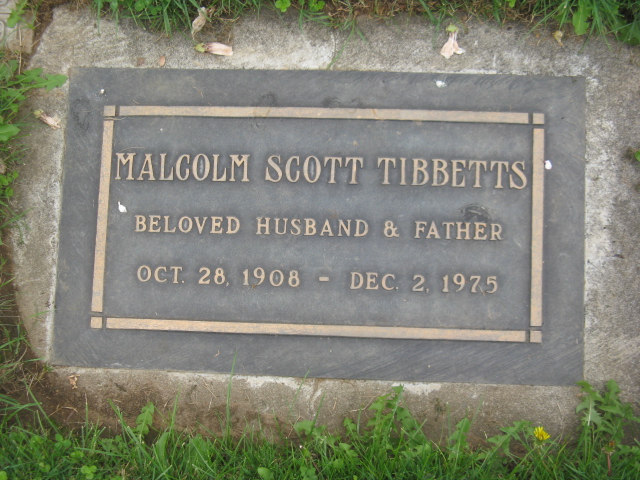 MALCOLM SCOTT TIBBETTS
BELOVED HUSBAND & FATHER
OCT. 28, 1908 - DEC. 2, 1975